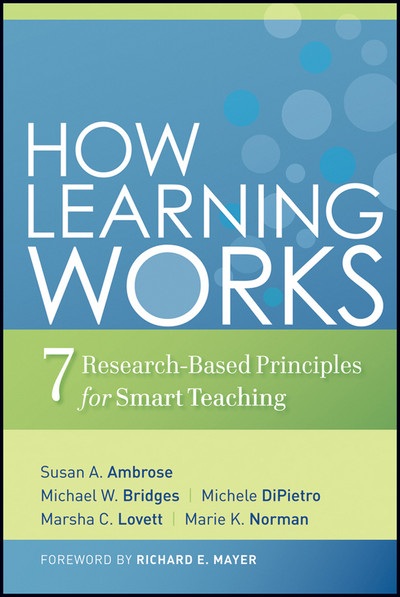 HOW
LEARNING
WORKS
7 Research-Based Principles
for Smart Teaching
Susan A. Ambrose
Michael W. Bridges | Michele DiPietro
Marsha C. Lovett | Marie K. Norman
FOREWORD BY RICHARD E. MAYER